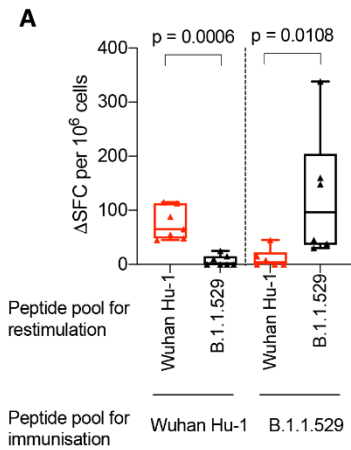 A
p = 0.0006 p = 0.0108
ΔSFC per 10⁶ cells
400
300
200
100
0
Peptide pool for
restimulation
Wuhan Hu-1
B.1.1.529
Wuhan Hu-1
B.1.1.529
Peptide pool for
immunisation
Wuhan Hu-1 B.1.1.529